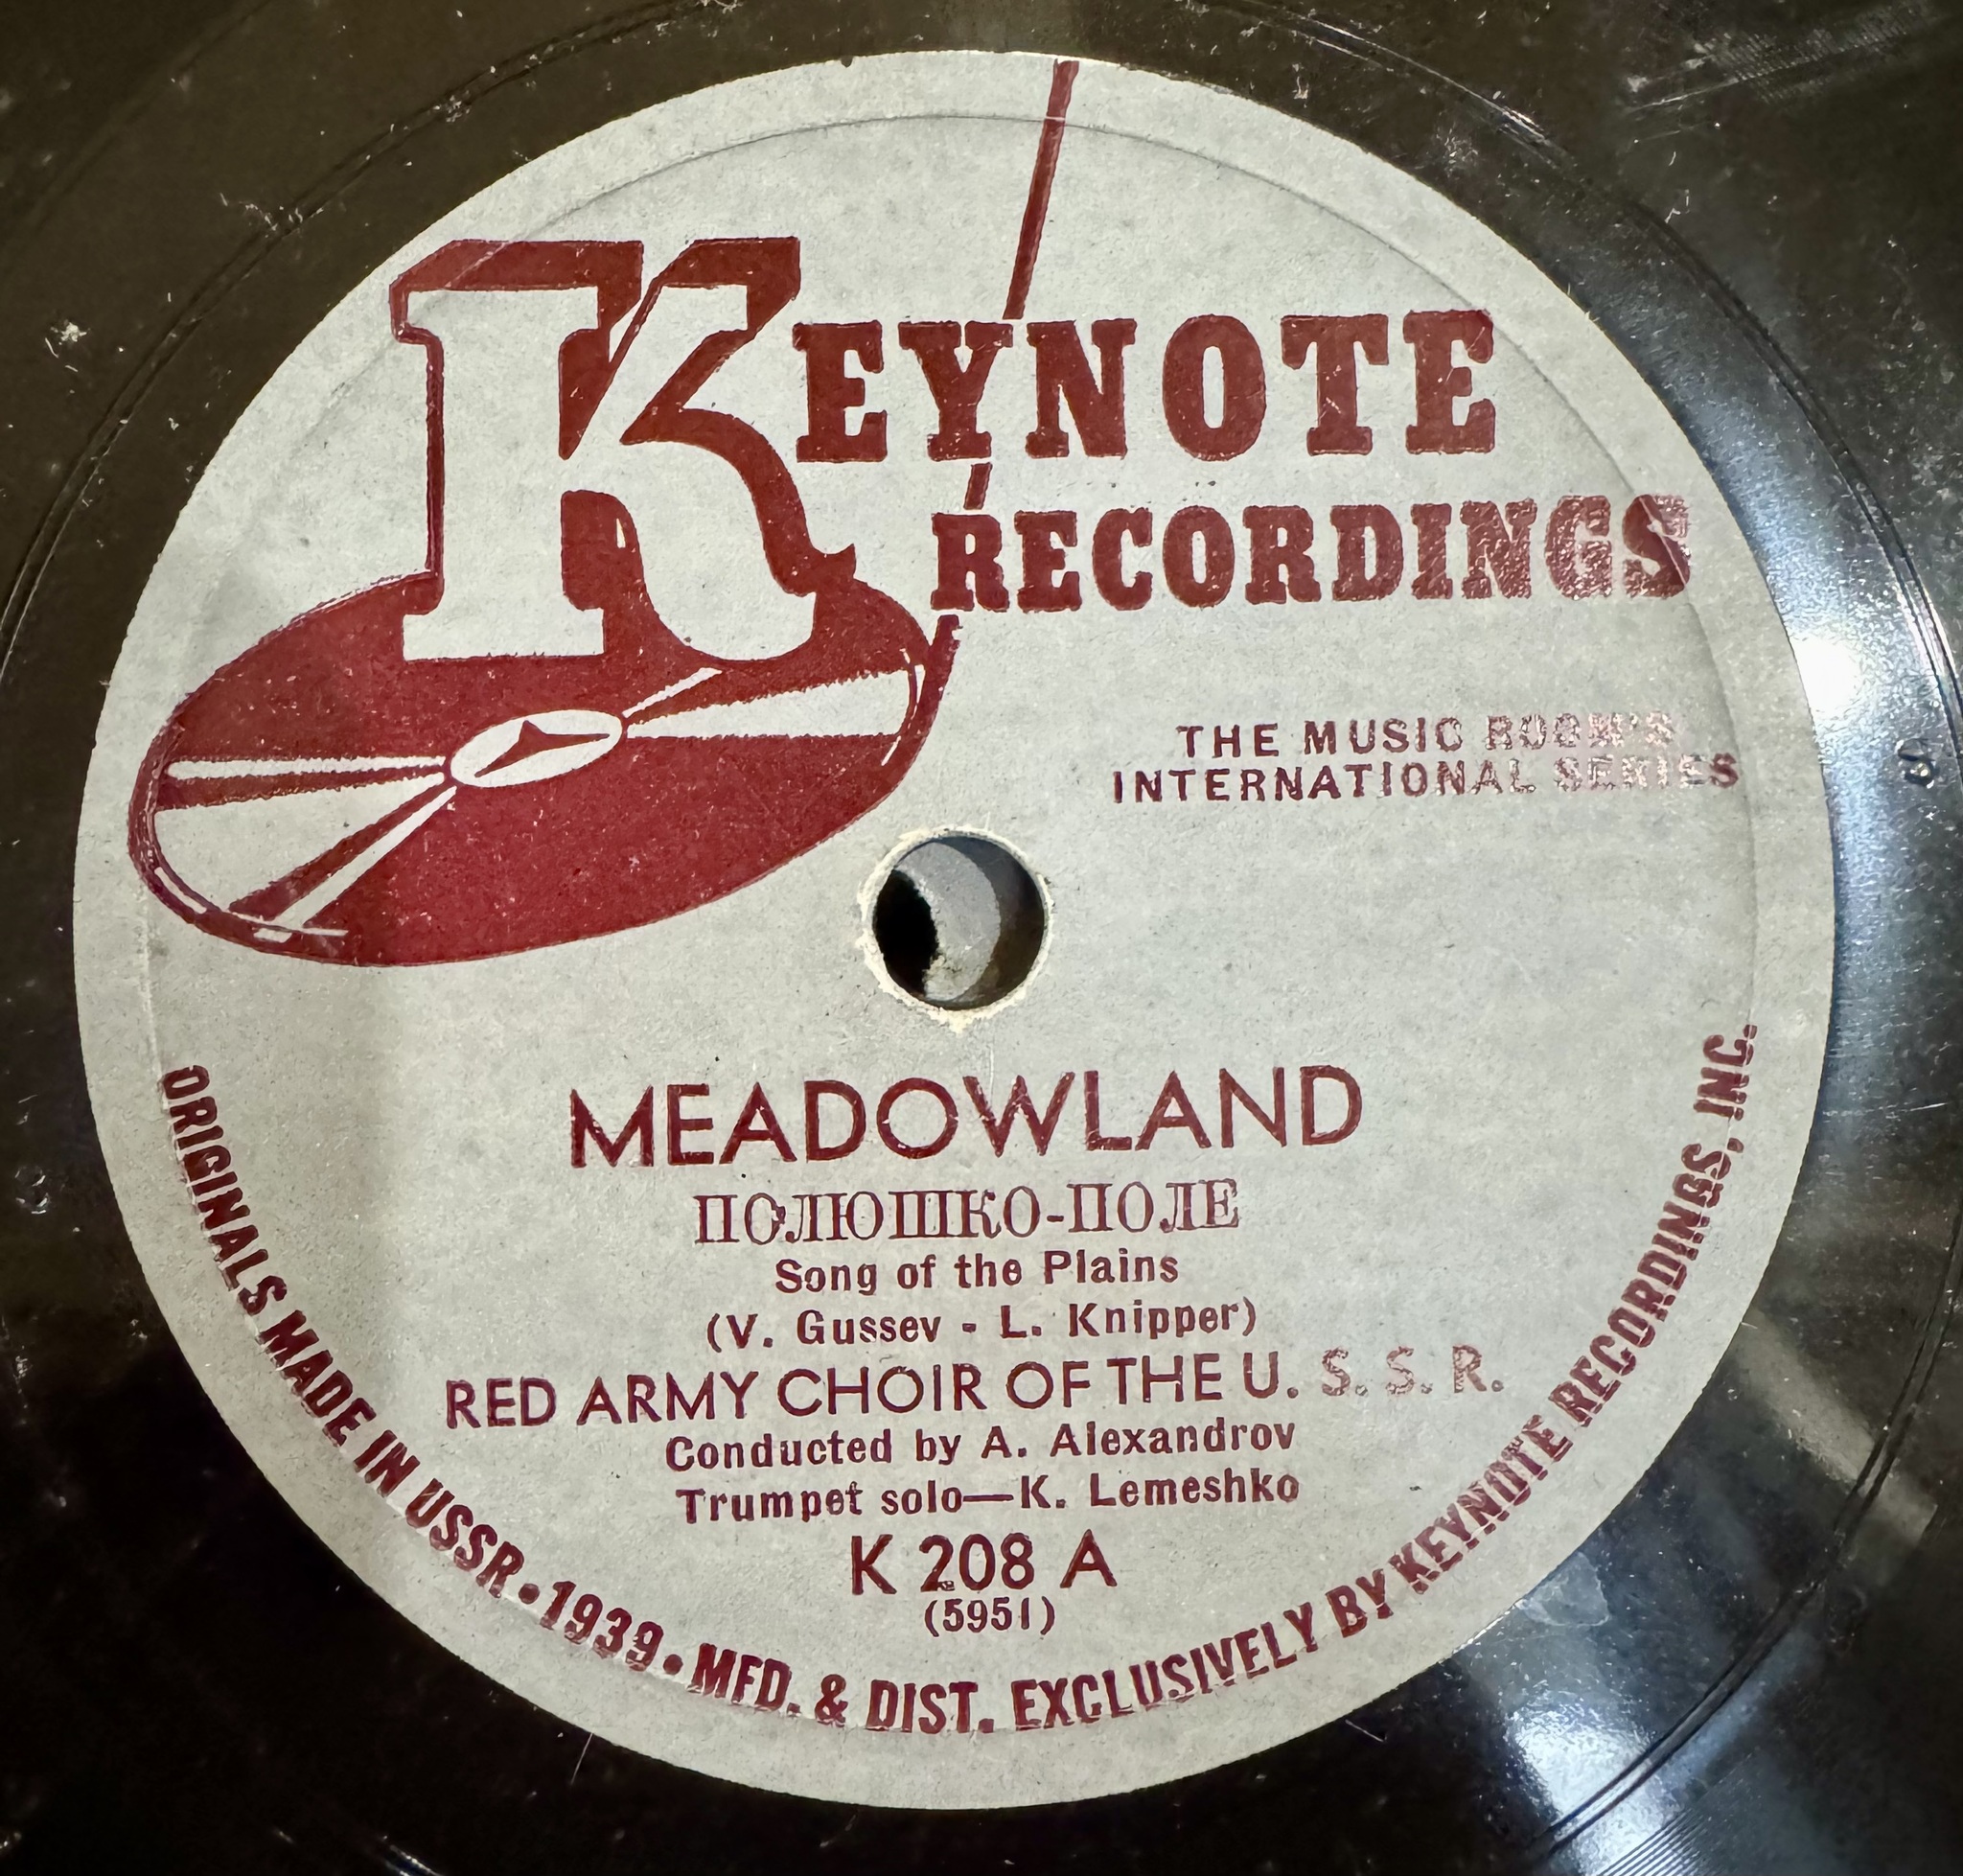 KEYNOTE
RECORDINGS
THE MUSIC ROOM'S
INTERNATIONAL SERIES
MEADOWLAND
ПОЛЮШКО-ПОЛЕ
Song of the Plains
(V. Gussev - L. Knipper)
RED ARMY CHOIR OF THE U. S. S. R.
Conducted by A. Alexandrov
Trumpet solo—K. Lemeshko
K 208 A
(5951)
ORIGINALS MADE IN USSR • 1939 • MFD. & DIST. EXCLUSIVELY BY KEYNOTE RECORDINGS, INC.